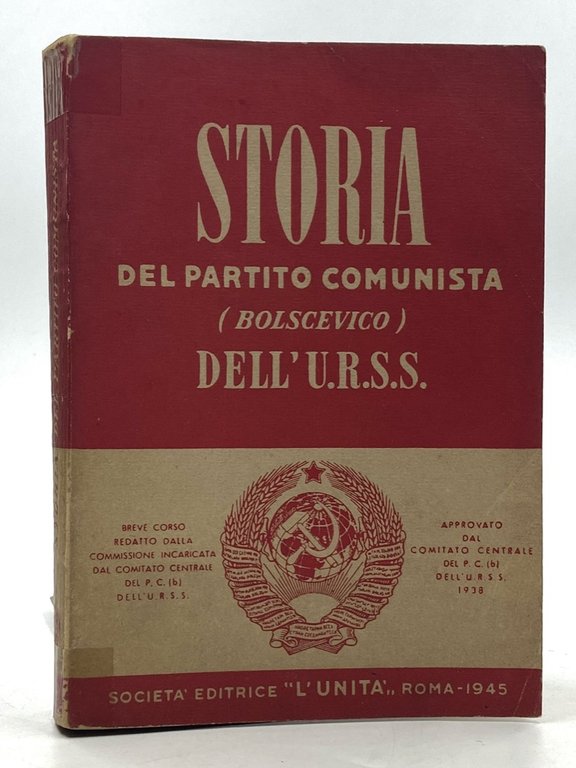 STORIA
DEL PARTITO COMUNISTA
( BOLSCEVICO )
DELL'U.R.S.S.
BREVE CORSO
REDATTO DALLA
COMMISSIONE INCARICATA
DAL COMITATO CENTRALE
DEL P. C. (b)
DELL'U.R.S.S.
APPROVATO
DAL
COMITATO CENTRALE
DEL P. C. (b)
DELL'U.R.S.S.
1938
SOCIETA' EDITRICE "L'UNITA',, ROMA-1945